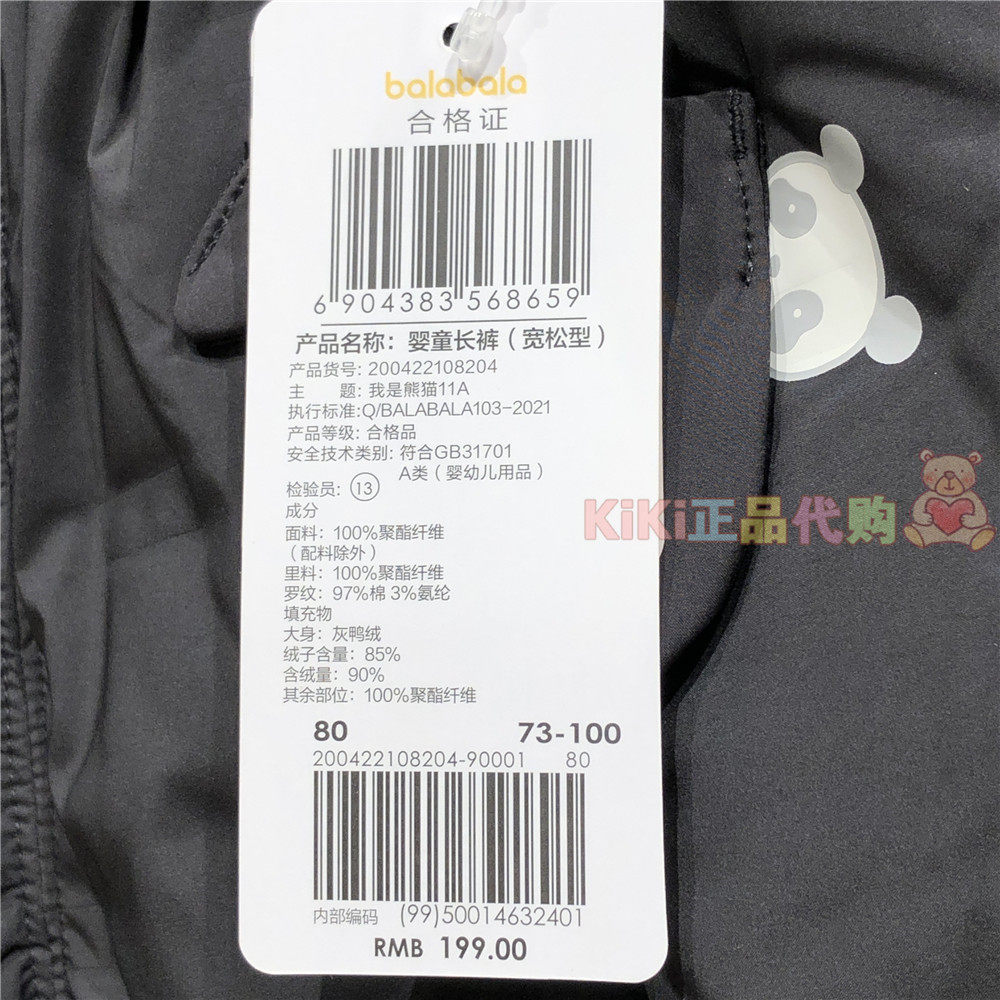 balabala
合格证
6 904383 568659
产品名称：婴童长裤（宽松型）
产品货号: 200422108204
主 题: 我是熊猫11A
执行标准:Q/BALABALA103-2021
产品等级: 合格品
安全技术类别: 符合GB31701
A类（婴幼儿用品）
检验员: 13
成分
面料：100%聚酯纤维
（配料除外）
里料：100%聚酯纤维
罗纹：97%棉 3%氨纶
填充物
大身：灰鸭绒
绒子含量：85%
含绒量：90%
其余部位：100%聚酯纤维
80 73-100
200422108204-90001 80
内部编码 (99)50014632401
RMB 199.00
KiKi正品代购